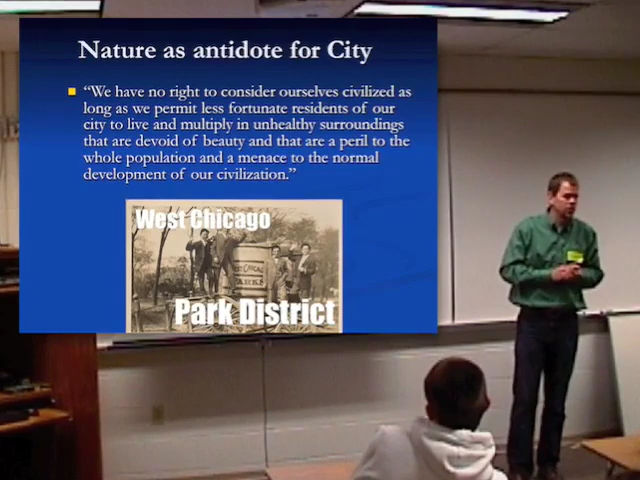 Nature as antidote for City
“We have no right to consider ourselves civilized as
long as we permit less fortunate residents of our
city to live and multiply in unhealthy surroundings
that are devoid of beauty and that are a peril to the
whole population and a menace to the normal
development of our civilization.”
West Chicago
WEST CHICAGO
PARKS
Park District